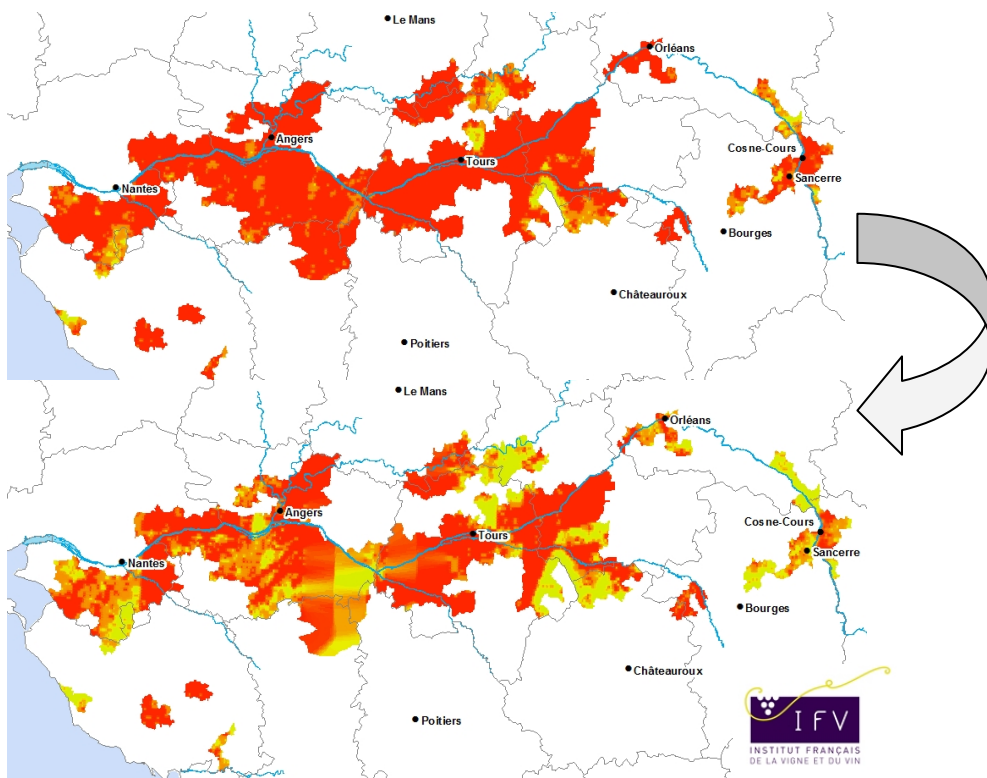 Le Mans
Orléans
Angers
Cosne-Cours
Tours
Sancerre
Nantes
Bourges
Châteauroux
Poitiers
Le Mans
Orléans
Angers
Cosne-Cours
Tours
Sancerre
Nantes
Bourges
Châteauroux
Poitiers
IFV
INSTITUT FRANÇAIS
DE LA VIGNE ET DU VIN